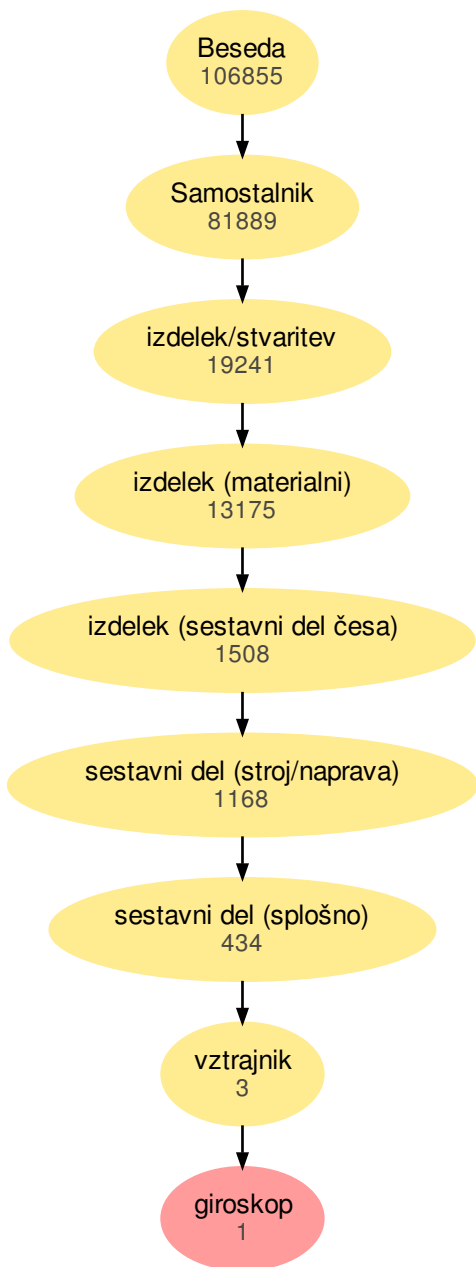 Beseda
106855
Samostalnik
81889
izdelek/stvaritev
19241
izdelek (materialni)
13175
izdelek (sestavni del česa)
1508
sestavni del (stroj/naprava)
1168
sestavni del (splošno)
434
vztrajnik
3
giroskop
1